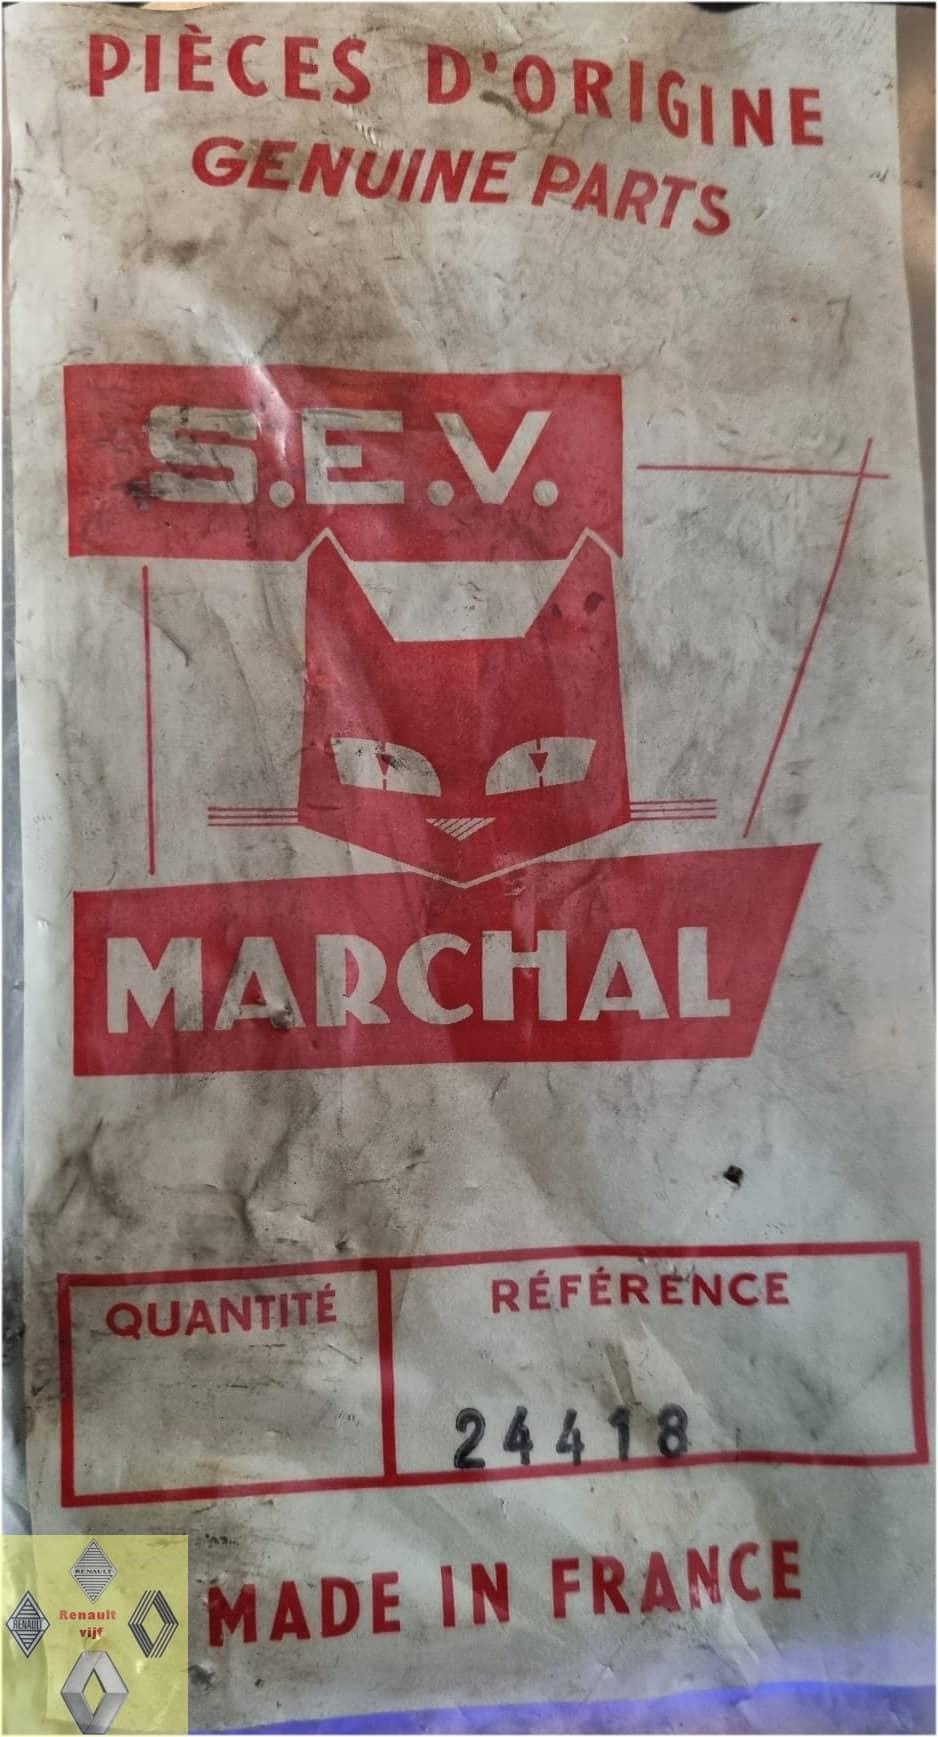 PIÈCES D'ORIGINE
GENUINE PARTS
S.E.V.
MARCHAL
QUANTITÉ
RÉFÉRENCE
24418
MADE IN FRANCE
RENAULT
RENAULT
Renault
vijf